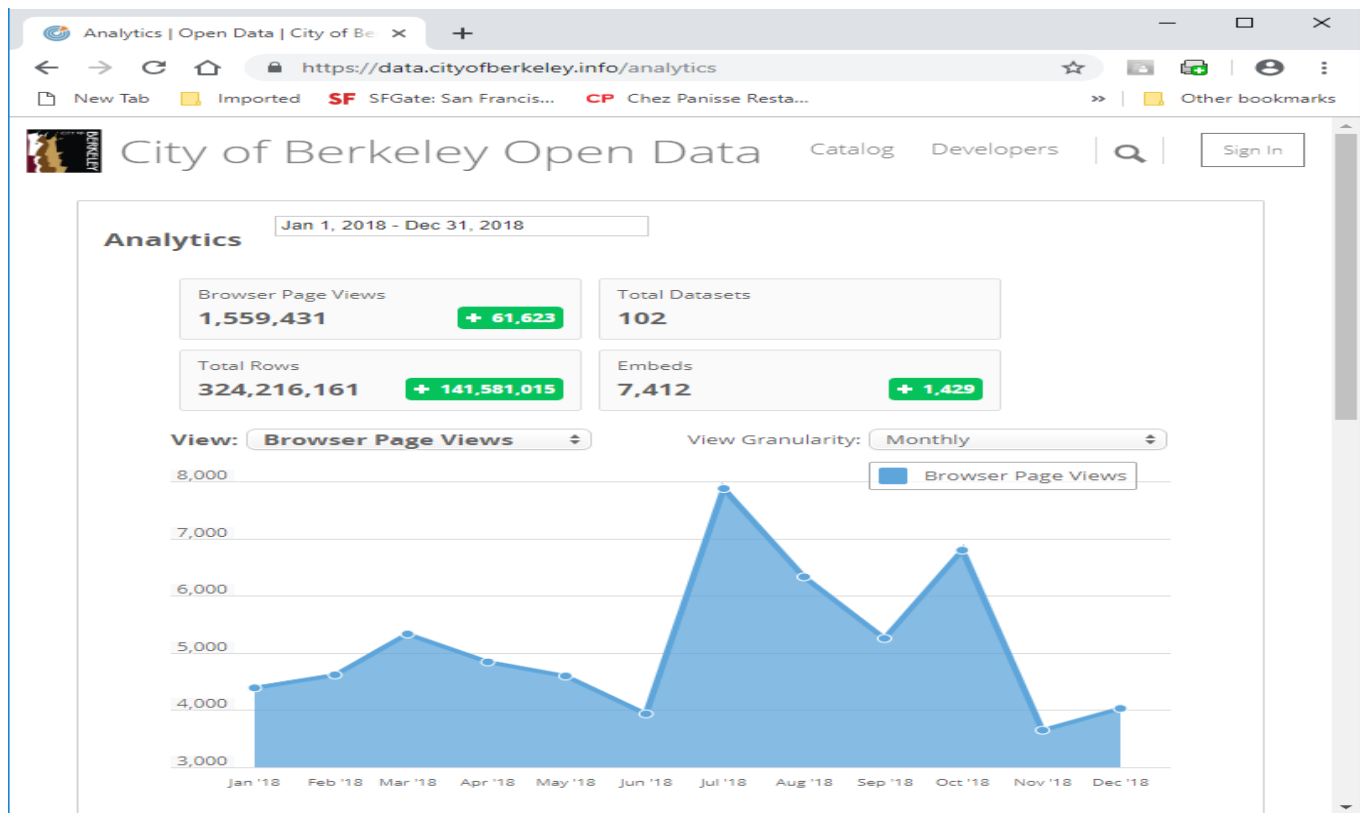 Analytics | Open Data | City of Be
https://data.cityofberkeley.info/analytics
New Tab Imported SF SFGate: San Francis... CP Chez Panisse Resta... » Other bookmarks
CITY OF BERKELEY
City of Berkeley Open Data Catalog Developers Sign In
Analytics Jan 1, 2018 - Dec 31, 2018
Browser Page Views
1,559,431 + 61,623
Total Datasets
102
Total Rows
324,216,161 + 141,581,015
Embeds
7,412 + 1,429
View: Browser Page Views View Granularity: Monthly
Browser Page Views
8,000
7,000
6,000
5,000
4,000
3,000
Jan '18 Feb '18 Mar '18 Apr '18 May '18 Jun '18 Jul '18 Aug '18 Sep '18 Oct '18 Nov '18 Dec '18